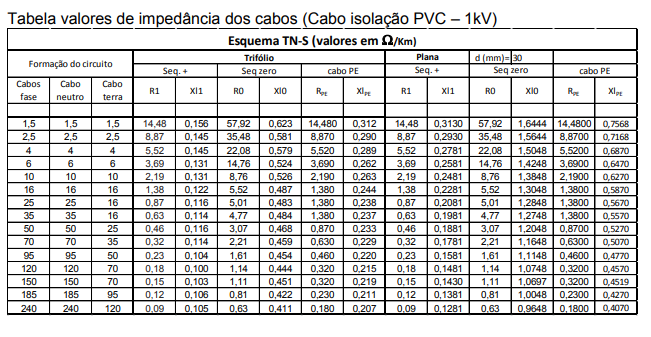 Tabela valores de impedância dos cabos (Cabo isolação PVC – 1kV)
Esquema TN-S (valores em Ω/Km)
Formação do circuito Trifólio Plana d (mm)= 30
Seq. + Seq zero cabo PE Seq. + Seq zero cabo PE
Cabos fase Cabo neutro Cabo terra R1 Xl1 R0 Xl0 RPE XlPE R1 Xl1 R0 Xl0 RPE XlPE
1,5 1,5 1,5 14,48 0,156 57,92 0,623 14,480 0,312 14,48 0,3130 57,92 1,6444 14,4800 0,7568
2,5 2,5 2,5 8,87 0,145 35,48 0,581 8,870 0,290 8,87 0,2930 35,48 1,5644 8,8700 0,7168
4 4 4 5,52 0,145 22,08 0,579 5,520 0,289 5,52 0,2781 22,08 1,5048 5,5200 0,6870
6 6 6 3,69 0,131 14,76 0,524 3,690 0,262 3,69 0,2581 14,76 1,4248 3,6900 0,6470
10 10 10 2,19 0,131 8,76 0,526 2,190 0,263 2,19 0,2481 8,76 1,3848 2,1900 0,6270
16 16 16 1,38 0,122 5,52 0,487 1,380 0,244 1,38 0,2281 5,52 1,3048 1,3800 0,5870
25 25 16 0,87 0,116 5,01 0,483 1,380 0,238 0,87 0,2081 5,01 1,2848 1,3800 0,5670
35 35 16 0,63 0,114 4,77 0,484 1,380 0,237 0,63 0,1981 4,77 1,2748 1,3800 0,5570
50 50 25 0,46 0,116 3,07 0,468 0,870 0,233 0,46 0,1881 3,07 1,2048 0,8700 0,5270
70 70 35 0,32 0,114 2,21 0,459 0,630 0,229 0,32 0,1781 2,21 1,1648 0,6300 0,5070
95 95 50 0,23 0,104 1,61 0,454 0,460 0,220 0,23 0,1581 1,61 1,1148 0,4600 0,4770
120 120 70 0,18 0,100 1,14 0,444 0,320 0,215 0,18 0,1481 1,14 1,0748 0,3200 0,4570
150 150 70 0,15 0,103 1,11 0,451 0,320 0,219 0,15 0,1430 1,11 1,0697 0,3200 0,4519
185 185 95 0,12 0,106 0,81 0,422 0,230 0,211 0,12 0,1381 0,81 1,0048 0,2300 0,4270
240 240 120 0,09 0,105 0,63 0,411 0,180 0,207 0,09 0,1281 0,63 0,9648 0,1800 0,4070